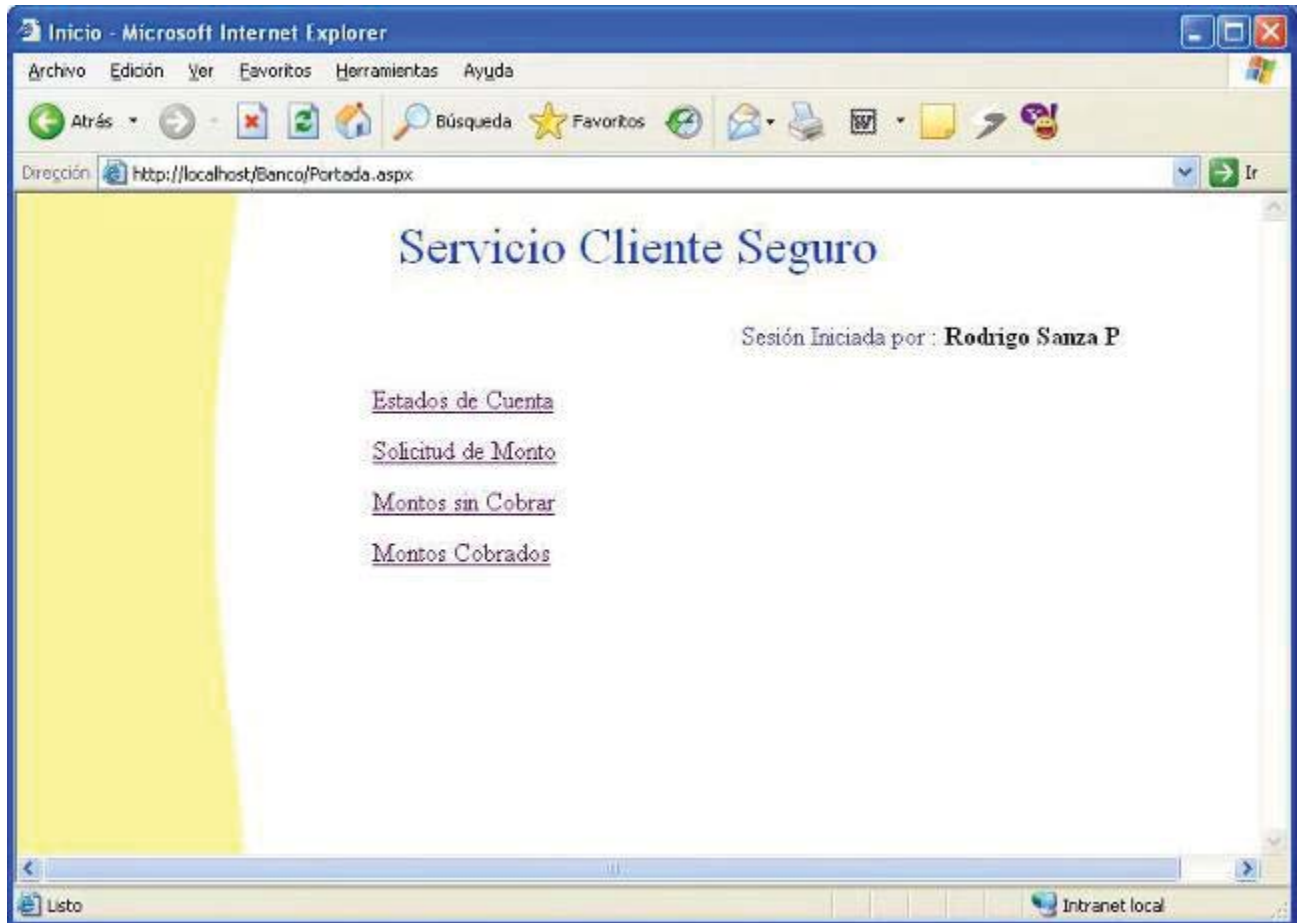 Inicio - Microsoft Internet Explorer
Archivo Edición Ver Favoritos Herramientas Ayuda
Atrás Búsqueda Favoritos
Dirección http://localhost/Banco/Portada.aspx Ir
Servicio Cliente Seguro
Sesión Iniciada por : Rodrigo Sanza P
Estados de Cuenta
Solicitud de Monto
Montos sin Cobrar
Montos Cobrados
Listo Intranet local